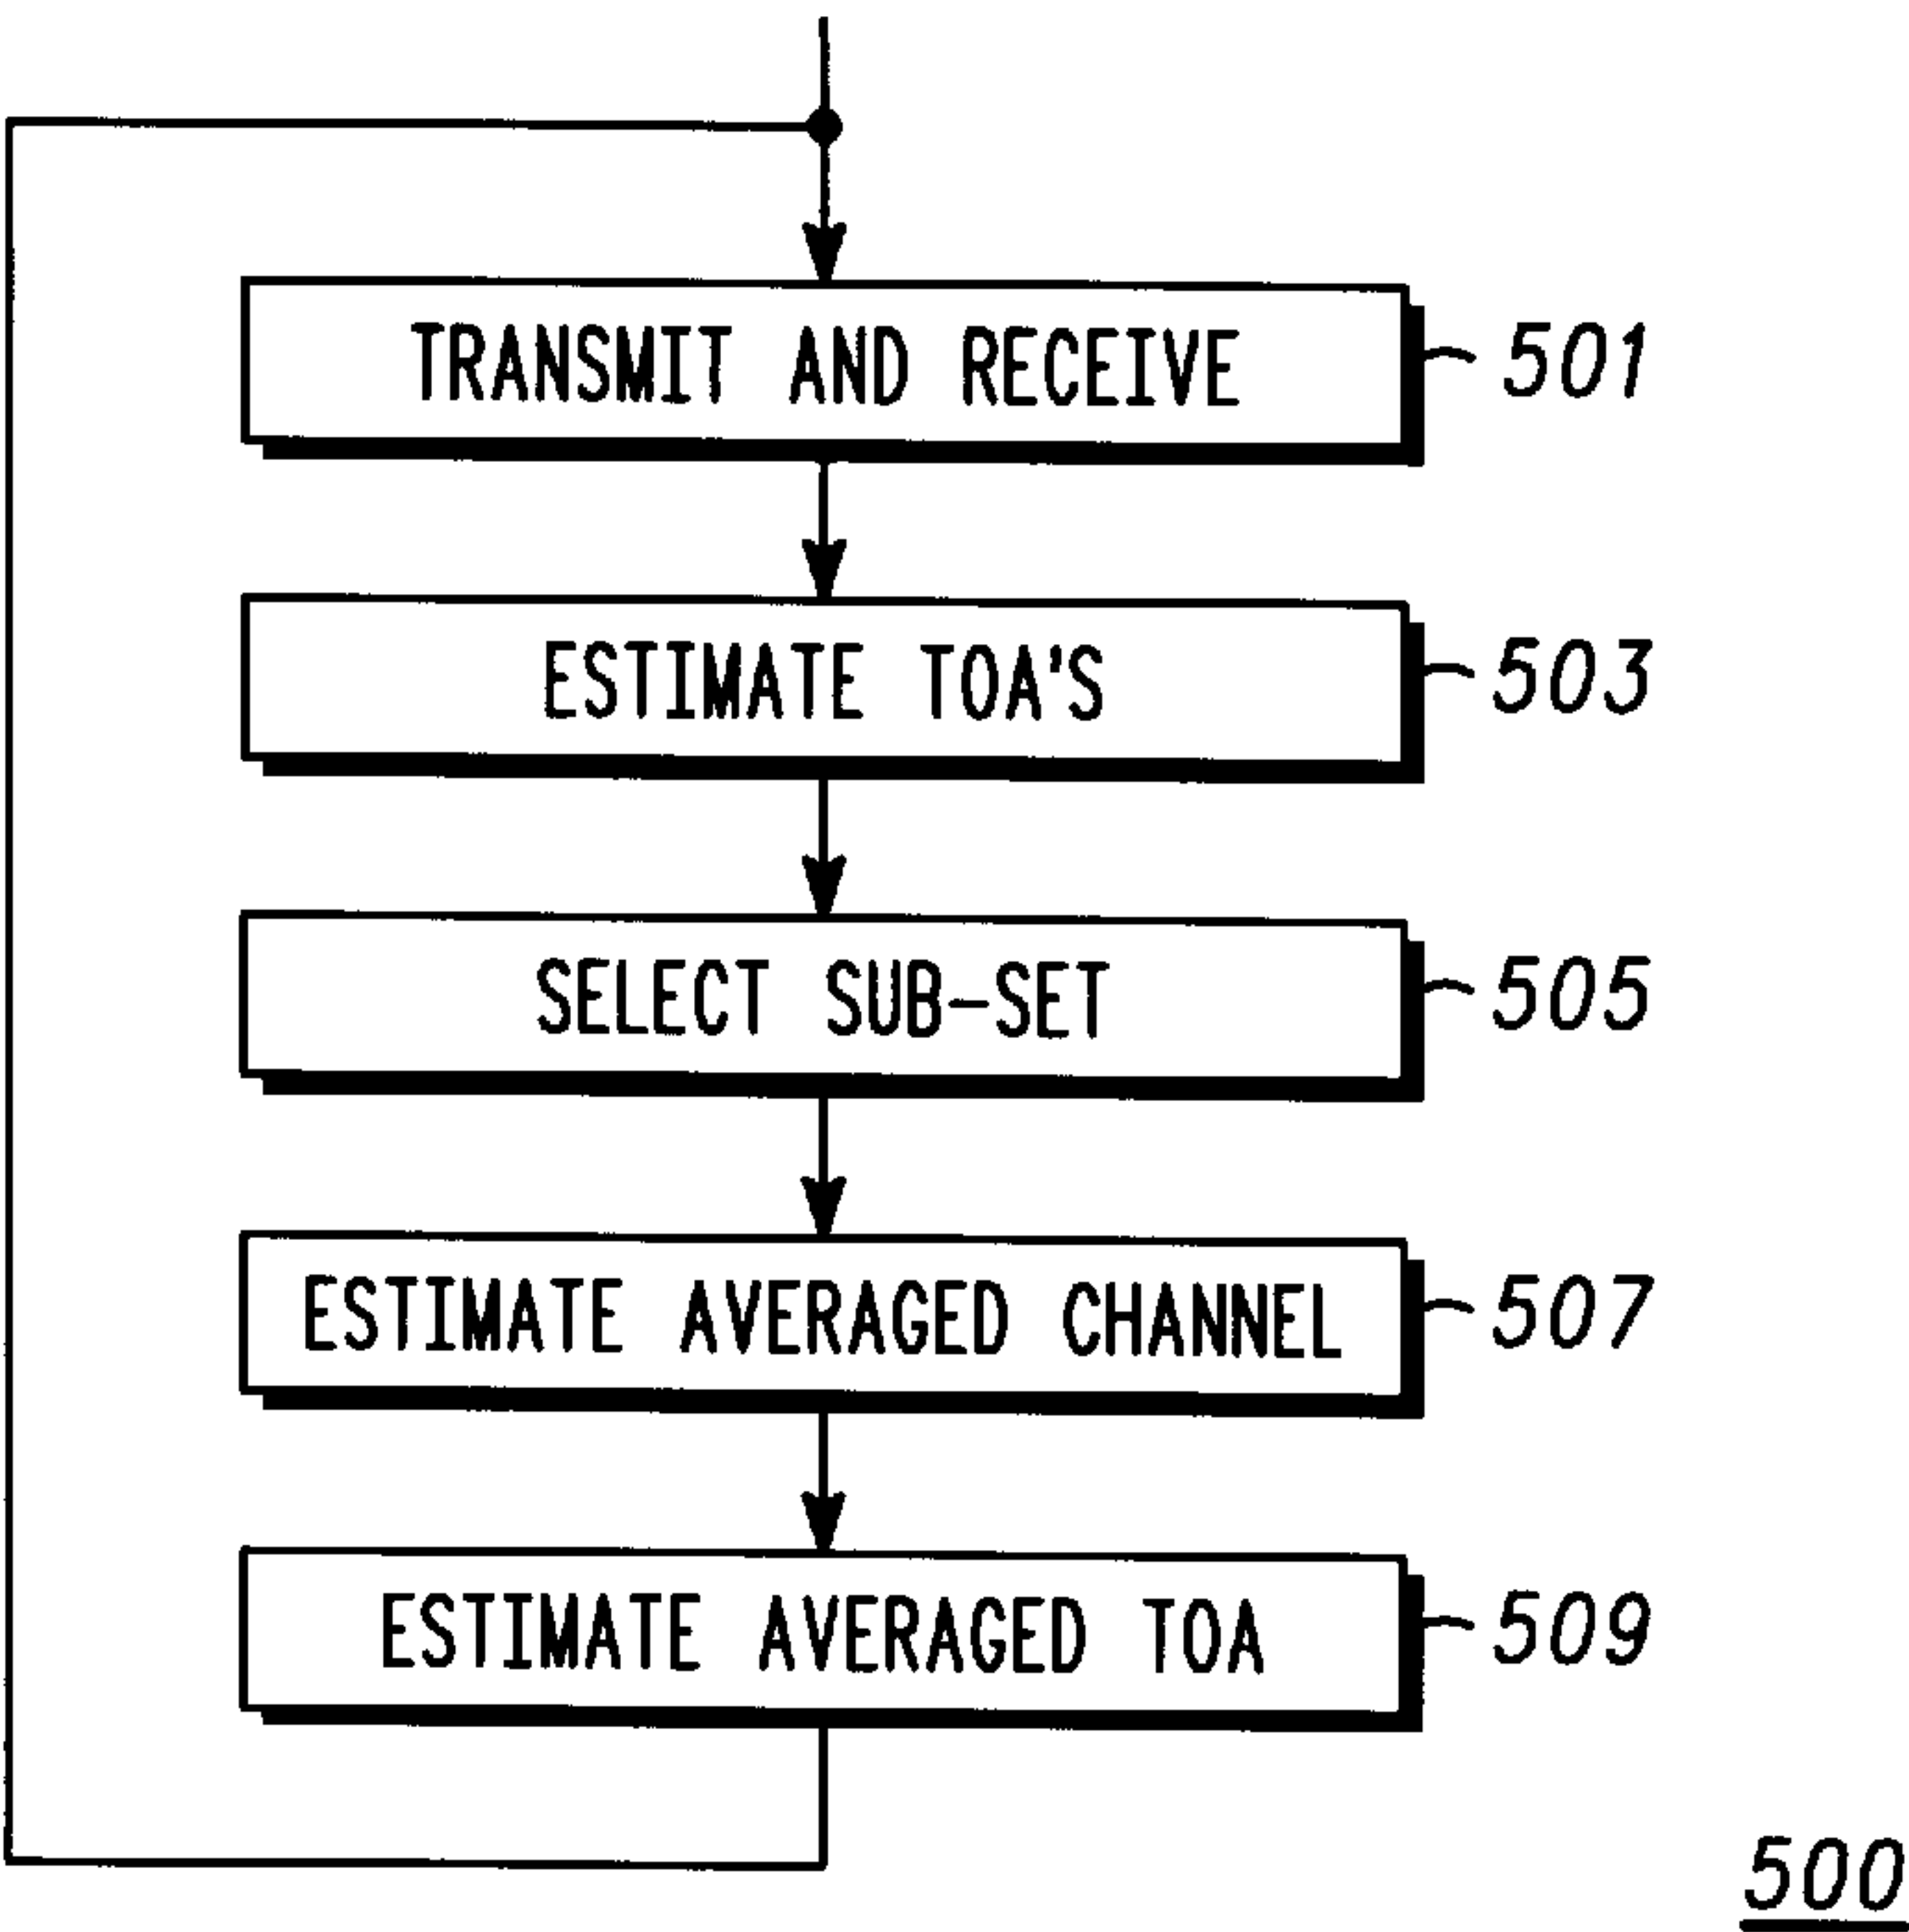 TRANSMIT AND RECEIVE 501
ESTIMATE TOA'S 503
SELECT SUB-SET 505
ESTIMATE AVERAGED CHANNEL 507
ESTIMATE AVERAGED TOA 509
500